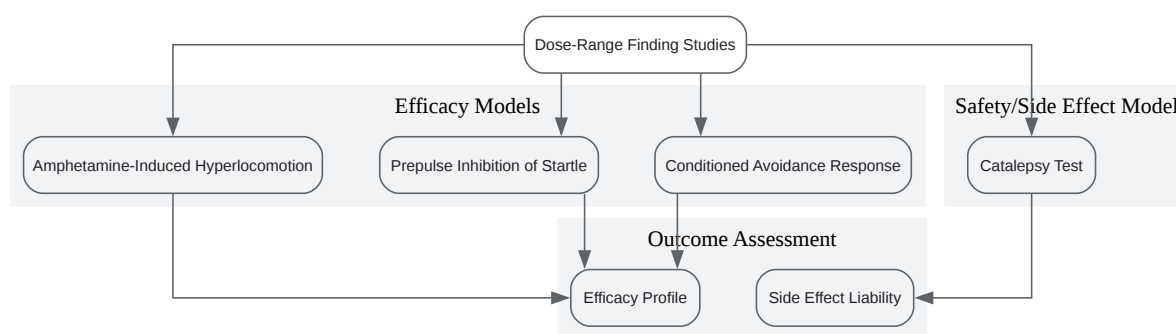 Dose-Range Finding Studies
Efficacy Models
Safety/Side Effect Model
Amphetamine-Induced Hyperlocomotion
Prepulse Inhibition of Startle
Conditioned Avoidance Response
Catalepsy Test
Outcome Assessment
Efficacy Profile
Side Effect Liability